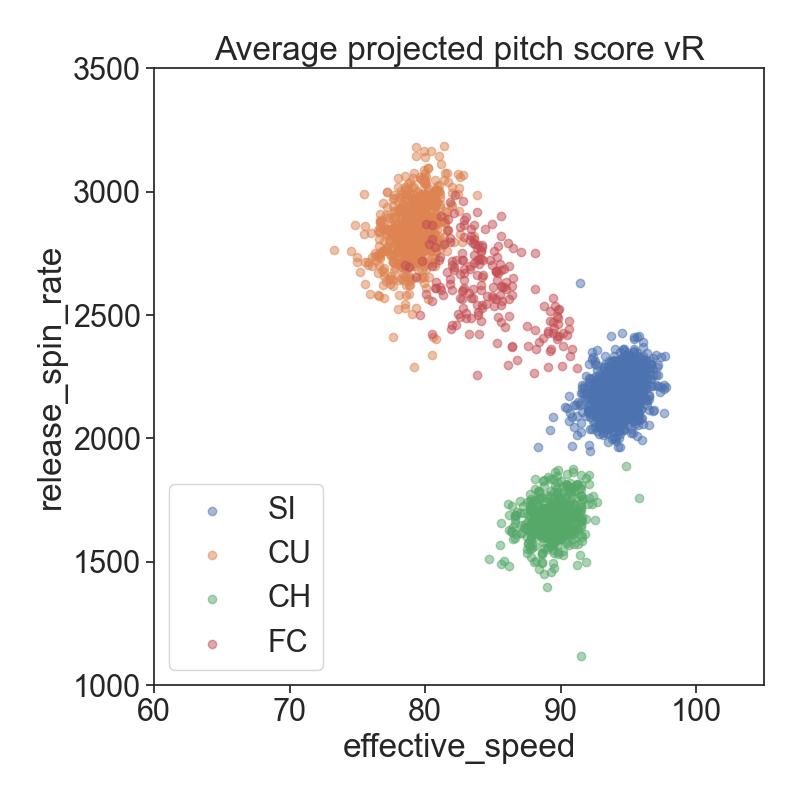 Average projected pitch score vR
3500
3000
2500
2000
1500
1000
release_spin_rate
SI
CU
CH
FC
60 70 80 90 100
effective_speed